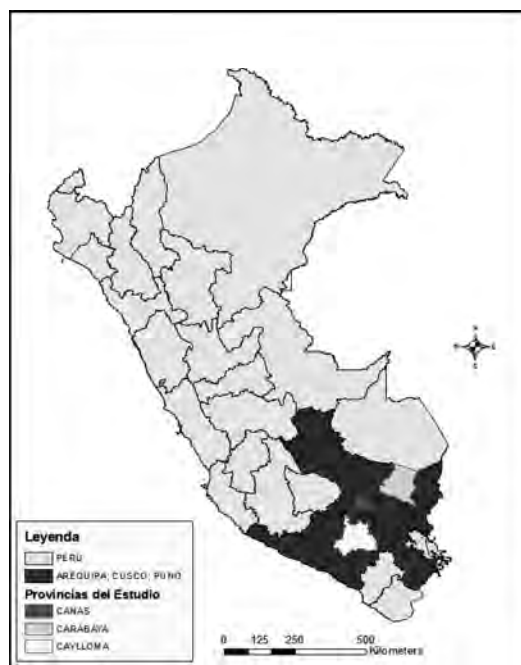 N
S
Leyenda
PERU
AREQUIPA; CUSCO; PUNO
Provincias del Estudio
CANAS
CARABAYA
CAYLLOMA
0 125 250 500
Kilometers